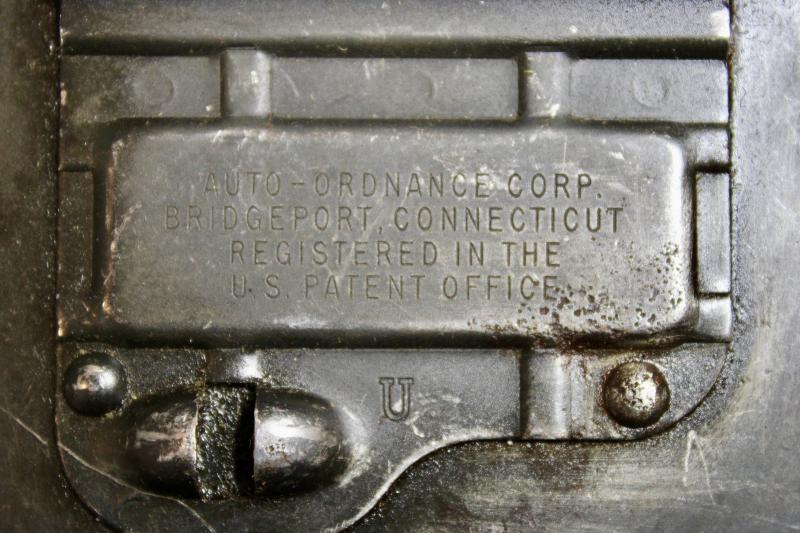 AUTO-ORDNANCE CORP.
BRIDGEPORT, CONNECTICUT
REGISTERED IN THE
U.S. PATENT OFFICE
U